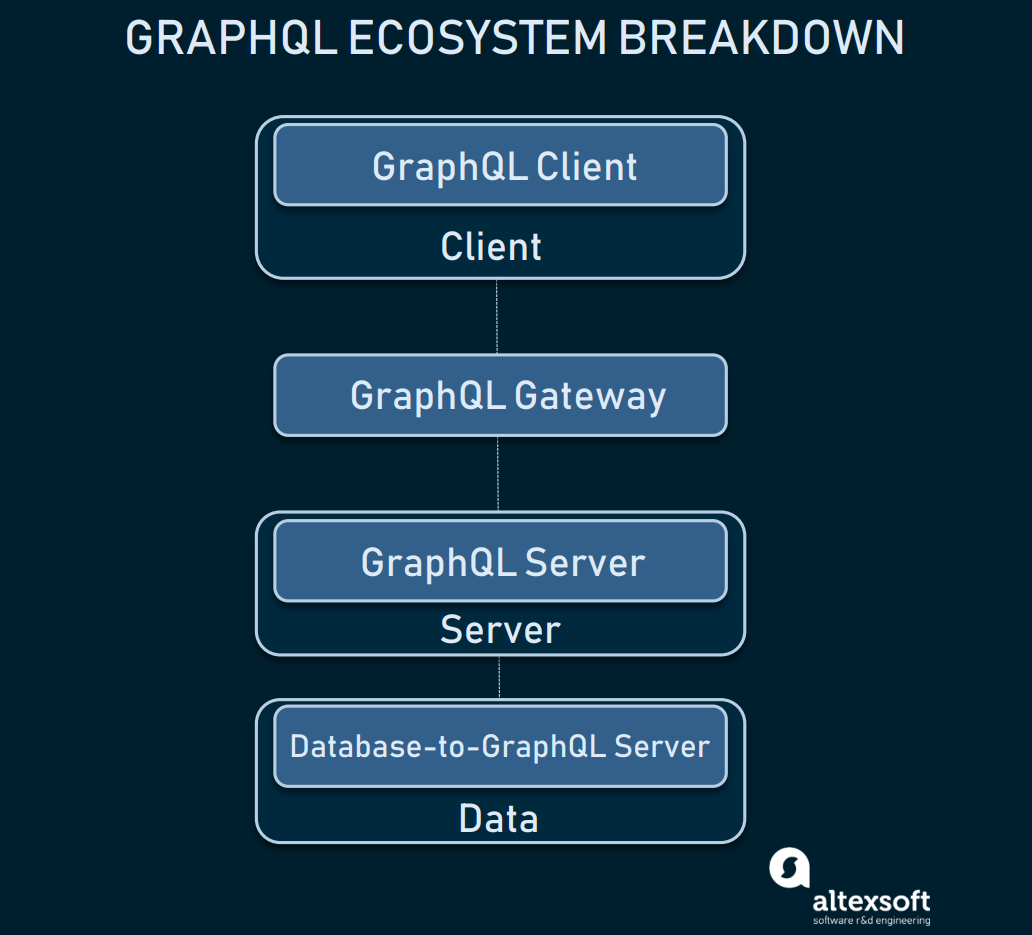 GRAPHQL ECOSYSTEM BREAKDOWN
GraphQL Client
Client
GraphQL Gateway
GraphQL Server
Server
Database-to-GraphQL Server
Data
altexsoft
software r&d engineering